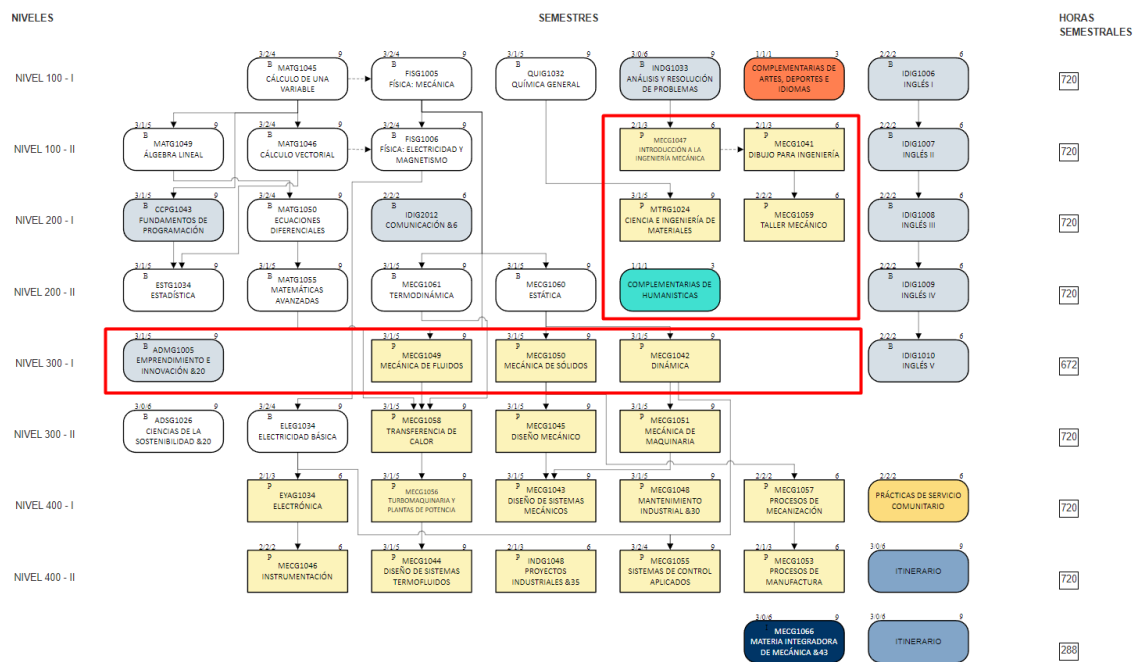 NIVELES SEMESTRES HORAS
SEMESTRALES
NIVEL 100 - I
3/2/4 9
B MATG1045
CÁLCULO DE UNA
VARIABLE
3/2/4 9
B FISG1005
FÍSICA: MECÁNICA
3/1/5 9
B QUIG1032
QUÍMICA GENERAL
3/0/6 9
B INDG1033
ANÁLISIS Y RESOLUCIÓN
DE PROBLEMAS
1/1/1 3
COMPLEMENTARIAS DE
ARTES, DEPORTES E
IDIOMAS
2/2/2 6
B IDIG1006
INGLÉS I
720
NIVEL 100 - II
3/1/5 9
B MATG1049
ÁLGEBRA LINEAL
3/2/4 9
B MATG1046
CÁLCULO VECTORIAL
3/2/4 9
B FISG1006
FÍSICA: ELECTRICIDAD Y
MAGNETISMO
2/1/3 6
P MECG1047
INTRODUCCIÓN A LA
INGENIERÍA MECÁNICA
2/1/3 6
P MECG1041
DIBUJO PARA INGENIERÍA
2/2/2 6
B IDIG1007
INGLÉS II
720
NIVEL 200 - I
3/1/5 9
B CCPG1043
FUNDAMENTOS DE
PROGRAMACIÓN
3/2/4 9
B MATG1050
ECUACIONES
DIFERENCIALES
2/2/2 6
B IDIG2012
COMUNICACIÓN &6
3/1/5 9
P MTRG1024
CIENCIA E INGENIERÍA DE
MATERIALES
2/2/2 6
P MECG1059
TALLER MECÁNICO
2/2/2 6
B IDIG1008
INGLÉS III
720
NIVEL 200 - II
3/1/5 9
B
ESTG1034
ESTADÍSTICA
3/1/5 9
B MATG1055
MATEMÁTICAS
AVANZADAS
3/1/5 9
B MECG1061
TERMODINÁMICA
3/1/5 9
B MECG1060
ESTÁTICA
1/1/1 3
COMPLEMENTARIAS DE
HUMANISTICAS
2/2/2 6
B IDIG1009
INGLÉS IV
720
NIVEL 300 - I
3/1/5 9
B ADMG1005
EMPRENDIMIENTO E
INNOVACIÓN &20
3/1/5 9
P MECG1049
MECÁNICA DE FLUIDOS
3/1/5 9
P MECG1050
MECÁNICA DE SÓLIDOS
3/1/5 9
P MECG1042
DINÁMICA
2/2/2 6
B IDIG1010
INGLÉS V
672
NIVEL 300 - II
3/0/6 9
B ADSG1026
CIENCIAS DE LA
SOSTENIBILIDAD &20
3/2/4 9
B ELEG1034
ELECTRICIDAD BÁSICA
3/1/5 9
P MECG1058
TRANSFERENCIA DE
CALOR
3/1/5 9
P MECG1045
DISEÑO MECÁNICO
3/1/5 9
P MECG1051
MECÁNICA DE
MAQUINARIA
720
NIVEL 400 - I
2/1/3 6
P EYAG1034
ELECTRÓNICA
3/1/5 9
P MECG1056
TURBOMAQUINARIA Y
PLANTAS DE POTENCIA
3/1/5 9
P MECG1043
DISEÑO DE SISTEMAS
MECÁNICOS
3/1/5 9
P MECG1048
MANTENIMIENTO
INDUSTRIAL &30
2/2/2 6
P MECG1057
PROCESOS DE
MECANIZACIÓN
2/2/2 6
PRÁCTICAS DE SERVICIO
COMUNITARIO
720
NIVEL 400 - II
2/2/2 6
P MECG1046
INSTRUMENTACIÓN
3/1/5 9
P MECG1044
DISEÑO DE SISTEMAS
TERMOFLUIDOS
2/1/3 6
P INDG1048
PROYECTOS
INDUSTRIALES &35
3/2/4 9
P MECG1055
SISTEMAS DE CONTROL
APLICADOS
2/1/3 6
P MECG1053
PROCESOS DE
MANUFACTURA
3/0/6 9
ITINERARIO
720
3/0/6 9
MECG1066
MATERIA INTEGRADORA
DE MECÁNICA &43
3/0/6 9
ITINERARIO
288